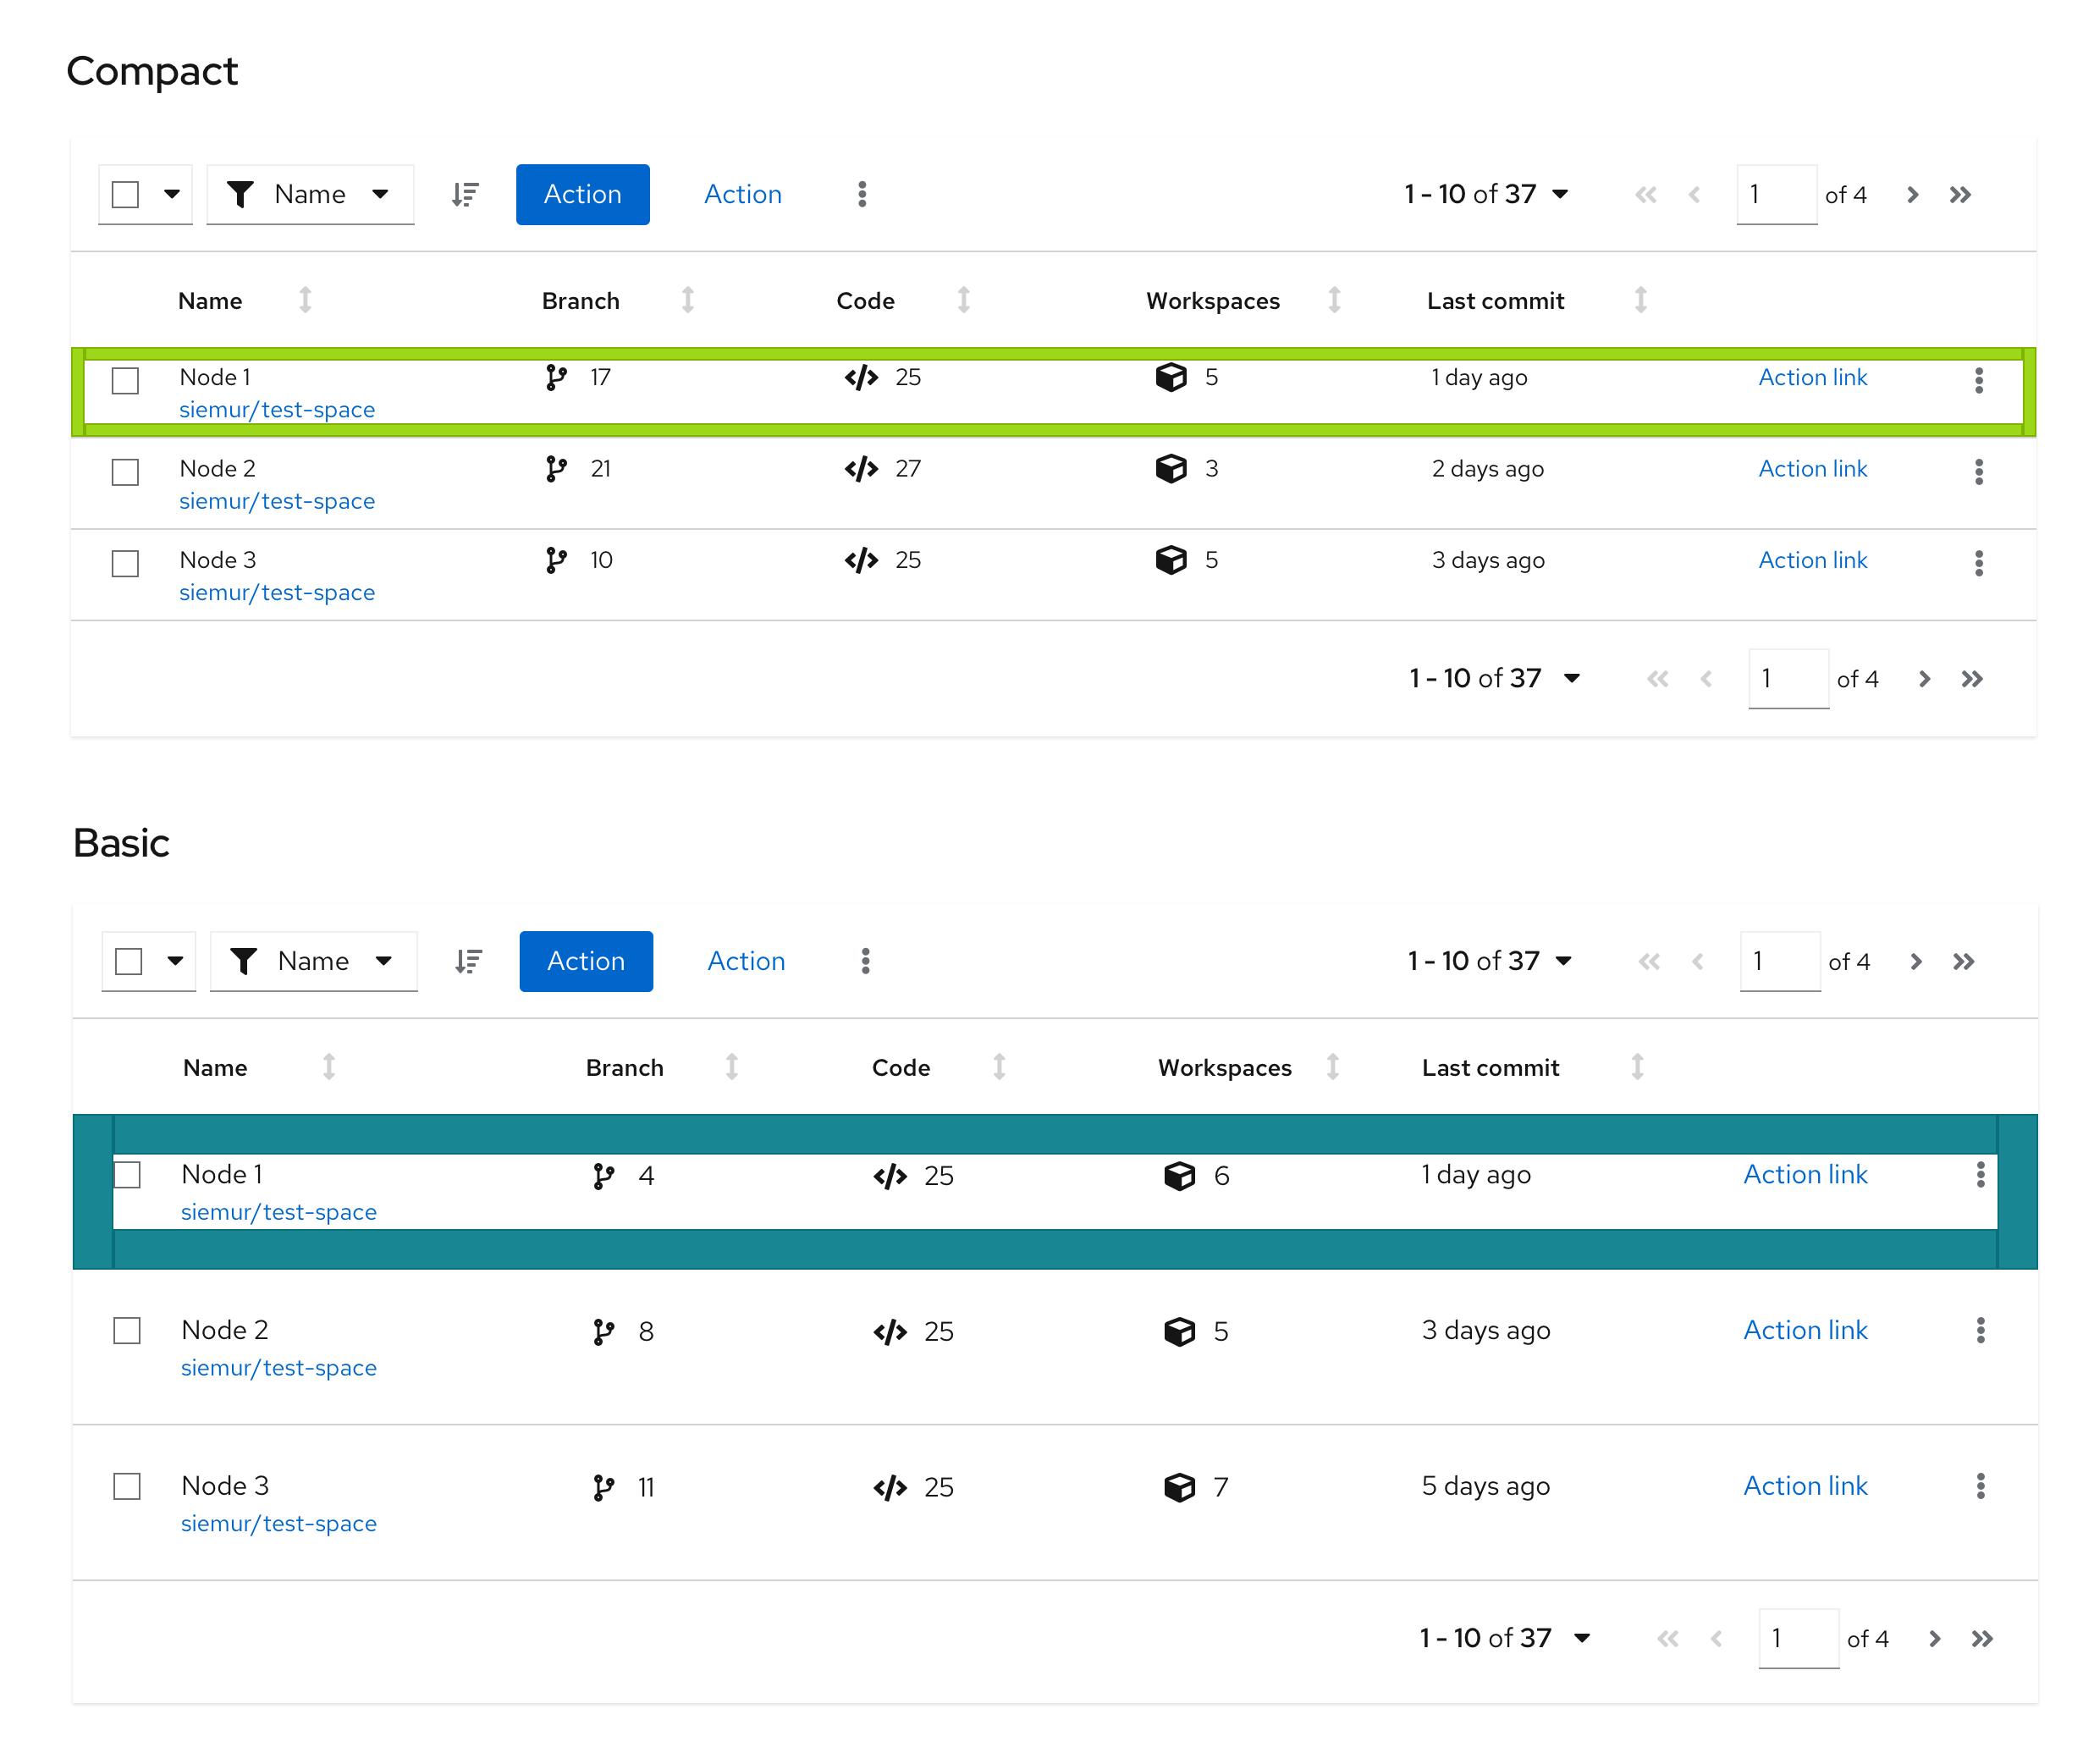 Compact
Name Action Action 1 - 10 of 37 1 of 4
Name Branch Code Workspaces Last commit
Node 1 17 25 5 1 day ago Action link
siemur/test-space
Node 2 21 27 3 2 days ago Action link
siemur/test-space
Node 3 10 25 5 3 days ago Action link
siemur/test-space
1 - 10 of 37 1 of 4
Basic
Name Action Action 1 - 10 of 37 1 of 4
Name Branch Code Workspaces Last commit
Node 1 4 25 6 1 day ago Action link
siemur/test-space
Node 2 8 25 5 3 days ago Action link
siemur/test-space
Node 3 11 25 7 5 days ago Action link
siemur/test-space
1 - 10 of 37 1 of 4